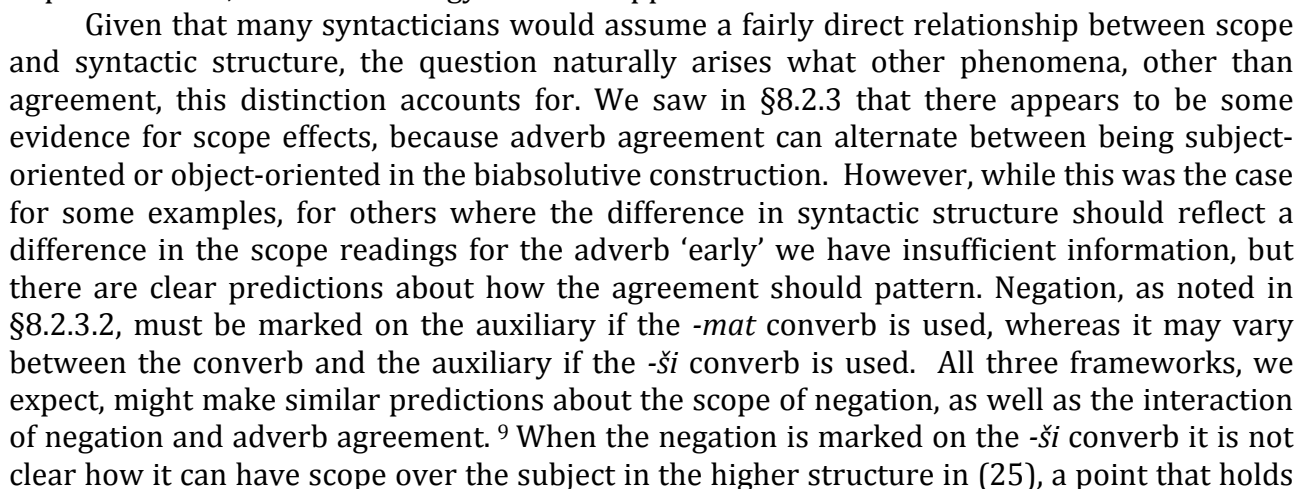 Given that many syntacticians would assume a fairly direct relationship between scope
and syntactic structure, the question naturally arises what other phenomena, other than
agreement, this distinction accounts for. We saw in §8.2.3 that there appears to be some
evidence for scope effects, because adverb agreement can alternate between being subject-
oriented or object-oriented in the biabsolutive construction. However, while this was the case
for some examples, for others where the difference in syntactic structure should reflect a
difference in the scope readings for the adverb ‘early’ we have insufficient information, but
there are clear predictions about how the agreement should pattern. Negation, as noted in
§8.2.3.2, must be marked on the auxiliary if the -mat converb is used, whereas it may vary
between the converb and the auxiliary if the -ši converb is used. All three frameworks, we
expect, might make similar predictions about the scope of negation, as well as the interaction
of negation and adverb agreement. ⁹ When the negation is marked on the -ši converb it is not
clear how it can have scope over the subject in the higher structure in (25), a point that holds